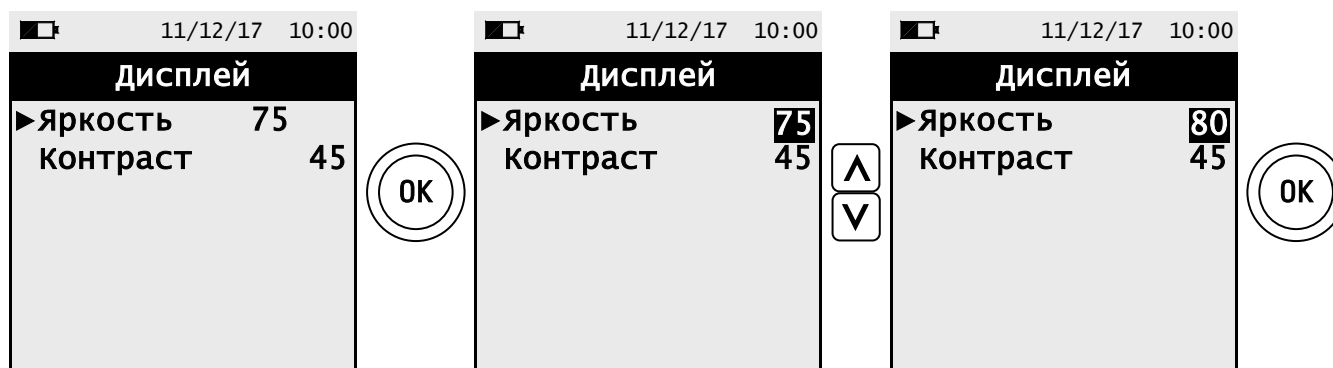 11/12/17 10:00
Дисплей
▶Яркость 75
Контраст 45
OK
11/12/17 10:00
Дисплей
▶Яркость 75
Контраст 45
11/12/17 10:00
Дисплей
▶Яркость 80
Контраст 45
OK